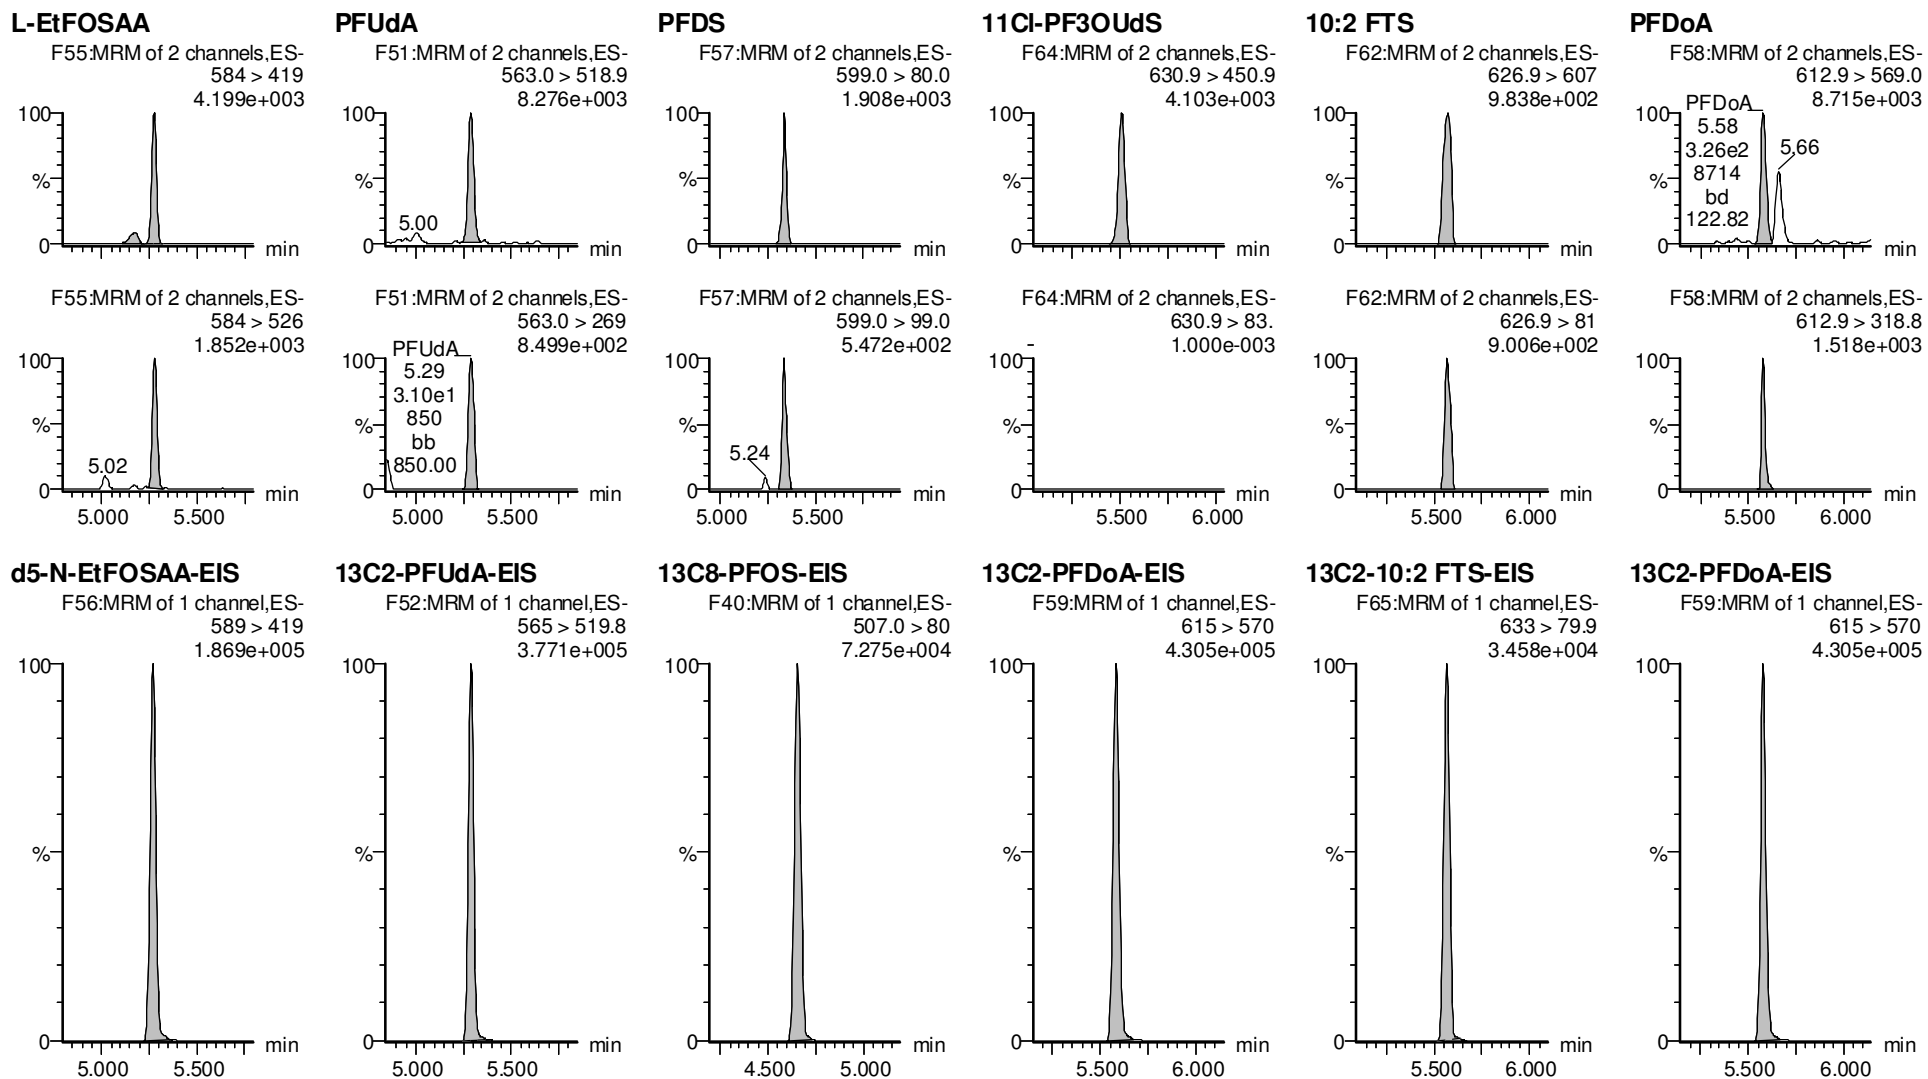 L-EtFOSAA
F55:MRM of 2 channels,ES-
584 > 419
4.199e+003
100
%
0
min
PFUdA
F51:MRM of 2 channels,ES-
563.0 > 518.9
8.276e+003
100
%
5.00
0
min
PFDS
F57:MRM of 2 channels,ES-
599.0 > 80.0
1.908e+003
100
%
0
min
11Cl-PF3OUdS
F64:MRM of 2 channels,ES-
630.9 > 450.9
4.103e+003
100
%
0
min
10:2 FTS
F62:MRM of 2 channels,ES-
626.9 > 607
9.838e+002
100
%
0
min
PFDoA
F58:MRM of 2 channels,ES-
612.9 > 569.0
8.715e+003
PFDoA
5.58
3.26e2
8714
bd
122.82
5.66
100
%
0
min
F55:MRM of 2 channels,ES-
584 > 526
1.852e+003
100
%
5.02
0
min
5.000 5.500
F51:MRM of 2 channels,ES-
563.0 > 269
8.499e+002
PFUdA
5.29
3.10e1
850
bb
850.00
100
%
0
min
5.000 5.500
F57:MRM of 2 channels,ES-
599.0 > 99.0
5.472e+002
100
%
5.24
0
min
5.000 5.500
F64:MRM of 2 channels,ES-
630.9 > 83.
1.000e-003
-
100
%
0
min
5.500 6.000
F62:MRM of 2 channels,ES-
626.9 > 81
9.006e+002
100
%
0
min
5.500 6.000
F58:MRM of 2 channels,ES-
612.9 > 318.8
1.518e+003
100
%
0
min
5.500 6.000
d5-N-EtFOSAA-EIS
F56:MRM of 1 channel,ES-
589 > 419
1.869e+005
100
%
0
min
5.000 5.500
13C2-PFUdA-EIS
F52:MRM of 1 channel,ES-
565 > 519.8
3.771e+005
100
%
0
min
5.000 5.500
13C8-PFOS-EIS
F40:MRM of 1 channel,ES-
507.0 > 80
7.275e+004
100
%
0
min
4.500 5.000
13C2-PFDoA-EIS
F59:MRM of 1 channel,ES-
615 > 570
4.305e+005
100
%
0
min
5.500 6.000
13C2-10:2 FTS-EIS
F65:MRM of 1 channel,ES-
633 > 79.9
3.458e+004
100
%
0
min
5.500 6.000
13C2-PFDoA-EIS
F59:MRM of 1 channel,ES-
615 > 570
4.305e+005
100
%
0
min
5.500 6.000